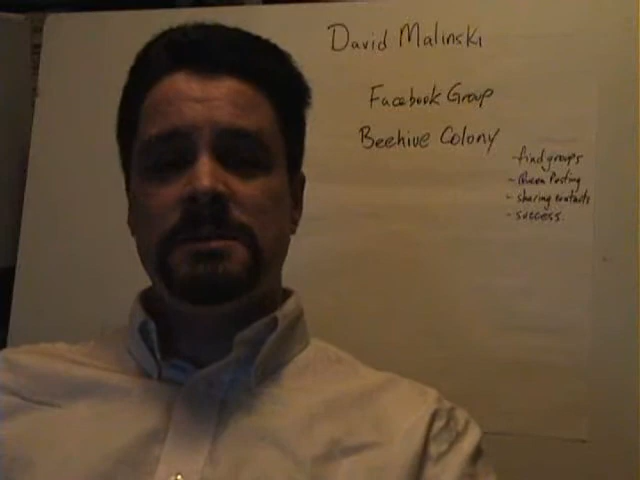 David Malinski
Facebook Group
Beehive Colony
- find groups
- Queen Posting
- sharing contacts
- success